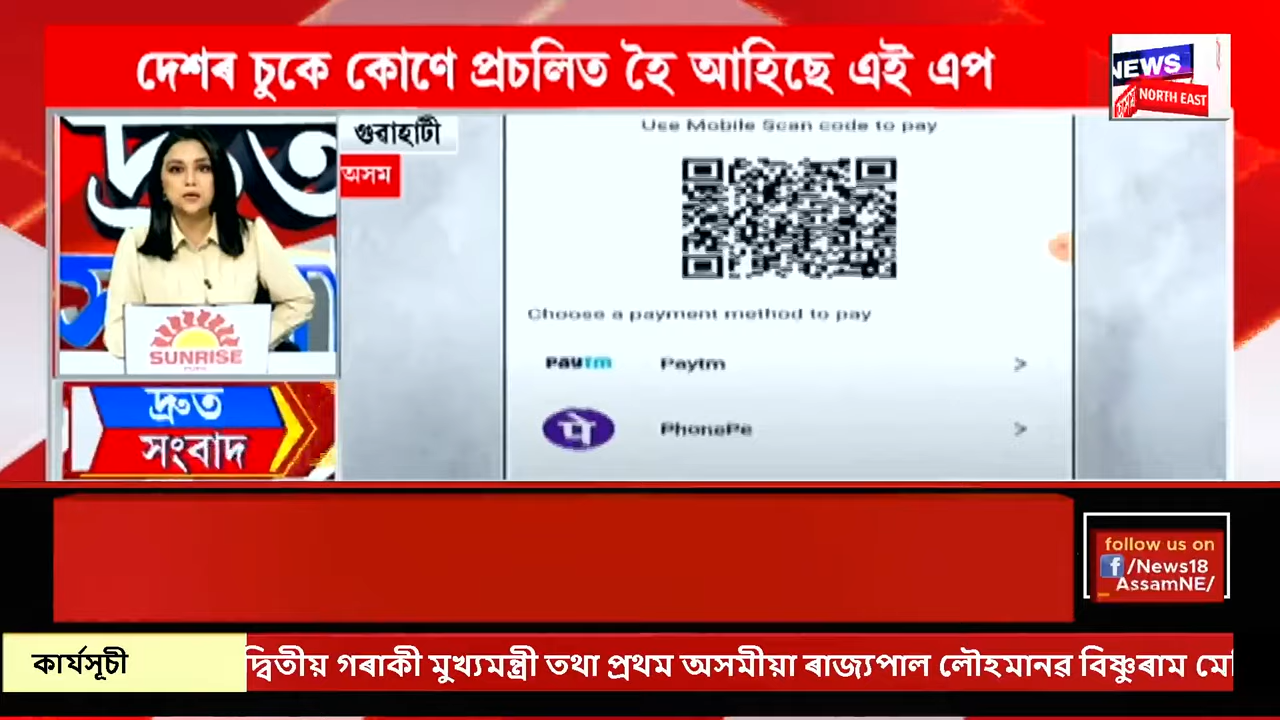 দেশৰ চুকে কোণে প্ৰচলিত হৈ আহিছে এই এপ
NEWS
অসম NORTH EAST
গুৱাহাটী
অসম
Use Mobile Scan code to pay
Choose a payment method to pay
Paytm Paytm
पे PhonePe
SUNRISE
PURE
দ্ৰুত
সংবাদ
follow us on
f /News18
AssamNE/
কাৰ্যসূচী
দ্বিতীয় গৰাকী মুখ্যমন্ত্ৰী তথা প্ৰথম অসমীয়া ৰাজ্যপাল লৌহমানৱ বিষ্ণুৰাম